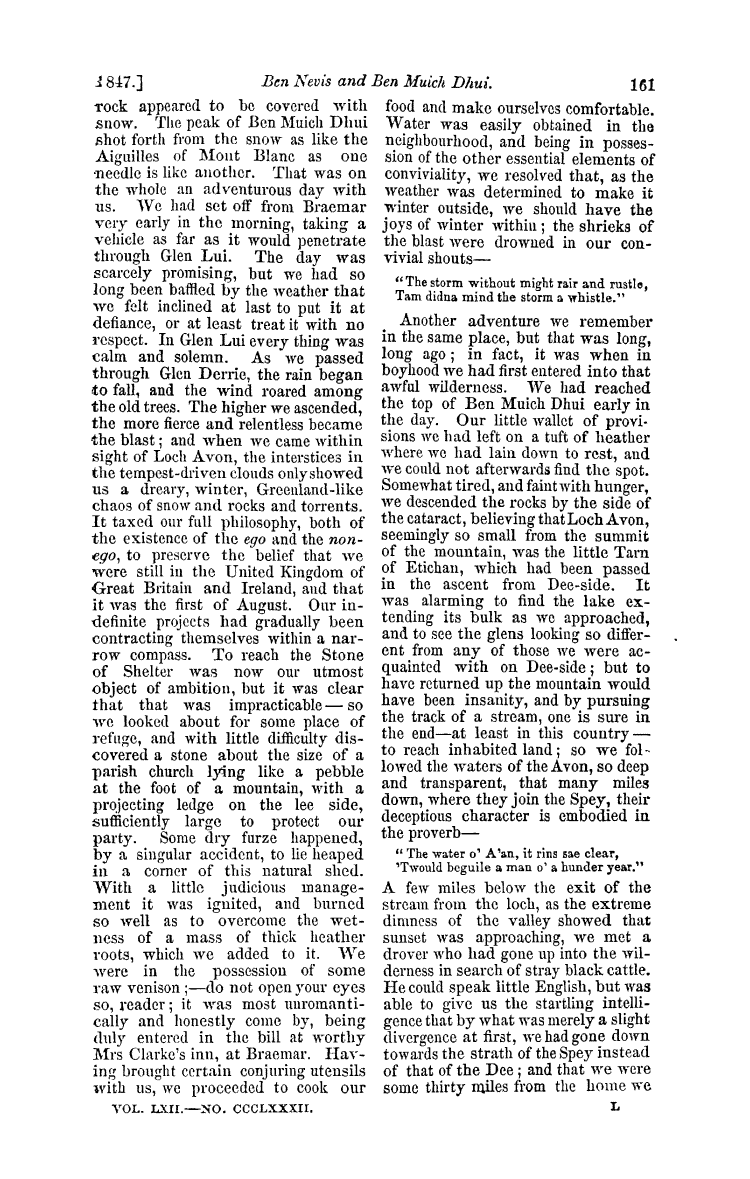 1847.] Ben Nevis and Ben Muich Dhui. 161
rock appeared to be covered with
snow. The peak of Ben Muich Dhui
shot forth from the snow as like the
Aiguilles of Mont Blanc as one
needle is like another. That was on
the whole an adventurous day with
us. We had set off from Braemar
very early in the morning, taking a
vehicle as far as it would penetrate
through Glen Lui. The day was
scarcely promising, but we had so
long been baffled by the weather that
we felt inclined at last to put it at
defiance, or at least treat it with no
respect. In Glen Lui every thing was
calm and solemn. As we passed
through Glen Derrie, the rain began
to fall, and the wind roared among
the old trees. The higher we ascended,
the more fierce and relentless became
the blast; and when we came within
sight of Loch Avon, the interstices in
the tempest-driven clouds only showed
us a dreary, winter, Greenland-like
chaos of snow and rocks and torrents.
It taxed our full philosophy, both of
the existence of the ego and the non-
ego, to preserve the belief that we
were still in the United Kingdom of
Great Britain and Ireland, and that
it was the first of August. Our in-
definite projects had gradually been
contracting themselves within a nar-
row compass. To reach the Stone
of Shelter was now our utmost
object of ambition, but it was clear
that that was impracticable—so
we looked about for some place of
refuge, and with little difficulty dis-
covered a stone about the size of a
parish church lying like a pebble
at the foot of a mountain, with a
projecting ledge on the lee side,
sufficiently large to protect our
party. Some dry furze happened,
by a singular accident, to lie heaped
in a corner of this natural shed.
With a little judicious manage-
ment it was ignited, and burned
so well as to overcome the wet-
ness of a mass of thick heather
roots, which we added to it. We
were in the possession of some
raw venison;—do not open your eyes
so, reader; it was most unromanti-
cally and honestly come by, being
duly entered in the bill at worthy
Mrs Clarke's inn, at Braemar. Hav-
ing brought certain conjuring utensils
with us, we proceeded to cook our
food and make ourselves comfortable.
Water was easily obtained in the
neighbourhood, and being in posses-
sion of the other essential elements of
conviviality, we resolved that, as the
weather was determined to make it
winter outside, we should have the
joys of winter within; the shrieks of
the blast were drowned in our con-
vivial shouts—
"The storm without might rair and rustle,
Tam didna mind the storm a whistle."
Another adventure we remember
in the same place, but that was long,
long ago; in fact, it was when in
boyhood we had first entered into that
awful wilderness. We had reached
the top of Ben Muich Dhui early in
the day. Our little wallet of provi-
sions we had left on a tuft of heather
where we had lain down to rest, and
we could not afterwards find the spot.
Somewhat tired, and faint with hunger,
we descended the rocks by the side of
the cataract, believing that Loch Avon,
seemingly so small from the summit
of the mountain, was the little Tarn
of Etichan, which had been passed
in the ascent from Dee-side. It
was alarming to find the lake ex-
tending its bulk as we approached,
and to see the glens looking so differ-
ent from any of those we were ac-
quainted with on Dee-side; but to
have returned up the mountain would
have been insanity, and by pursuing
the track of a stream, one is sure in
the end—at least in this country—
to reach inhabited land; so we fol-
lowed the waters of the Avon, so deep
and transparent, that many miles
down, where they join the Spey, their
deceptious character is embodied in
the proverb—
"The water o' A'an, it rins sae clear,
'Twould beguile a man o' a hunder year."
A few miles below the exit of the
stream from the loch, as the extreme
dimness of the valley showed that
sunset was approaching, we met a
drover who had gone up into the wil-
derness in search of stray black cattle.
He could speak little English, but was
able to give us the startling intelli-
gence that by what was merely a slight
divergence at first, we had gone down
towards the strath of the Spey instead
of that of the Dee; and that we were
some thirty miles from the home we
VOL. LXII.—NO. CCCLXXXII. L